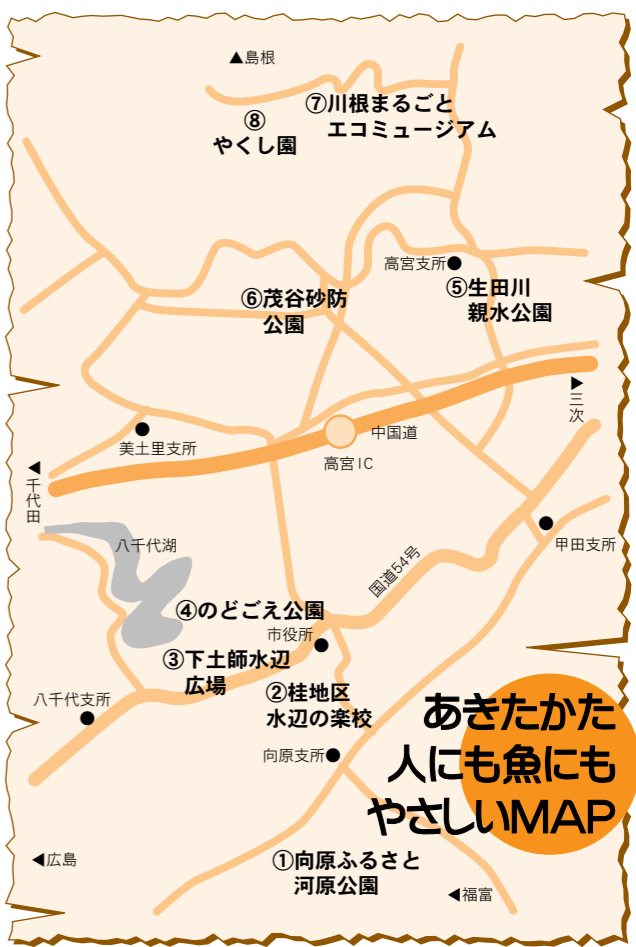 ▲島根
⑦川根まるごと
エコミュージアム
⑧
やくし園
高宮支所
⑤生田川
親水公園
⑥茂谷砂防
公園
▶三次
中国道
高宮IC
美土里支所
◀千代田
八千代湖
甲田支所
国道54号
④のどごえ公園
市役所
③下土師水辺
広場
②桂地区
水辺の楽校
八千代支所
向原支所
あきたかた
人にも魚にも
やさしいMAP
◀広島
①向原ふるさと
河原公園
◀福富